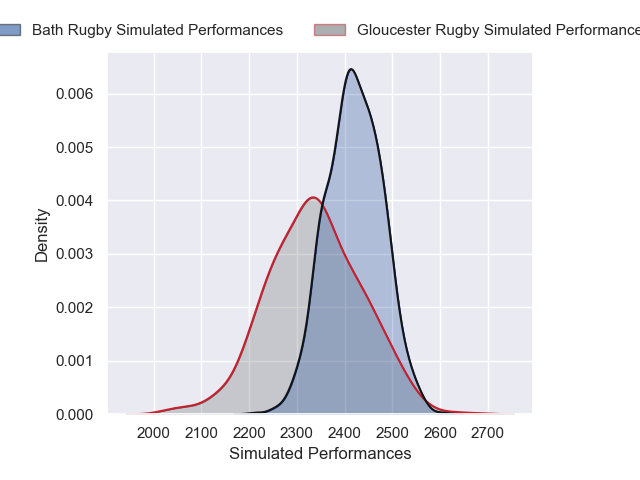 Bath Rugby Simulated Performances Gloucester Rugby Simulated Performance
0.006
0.005
0.004
0.003
0.002
0.001
0.000
Density
2000 2100 2200 2300 2400 2500 2600 2700
Simulated Performances